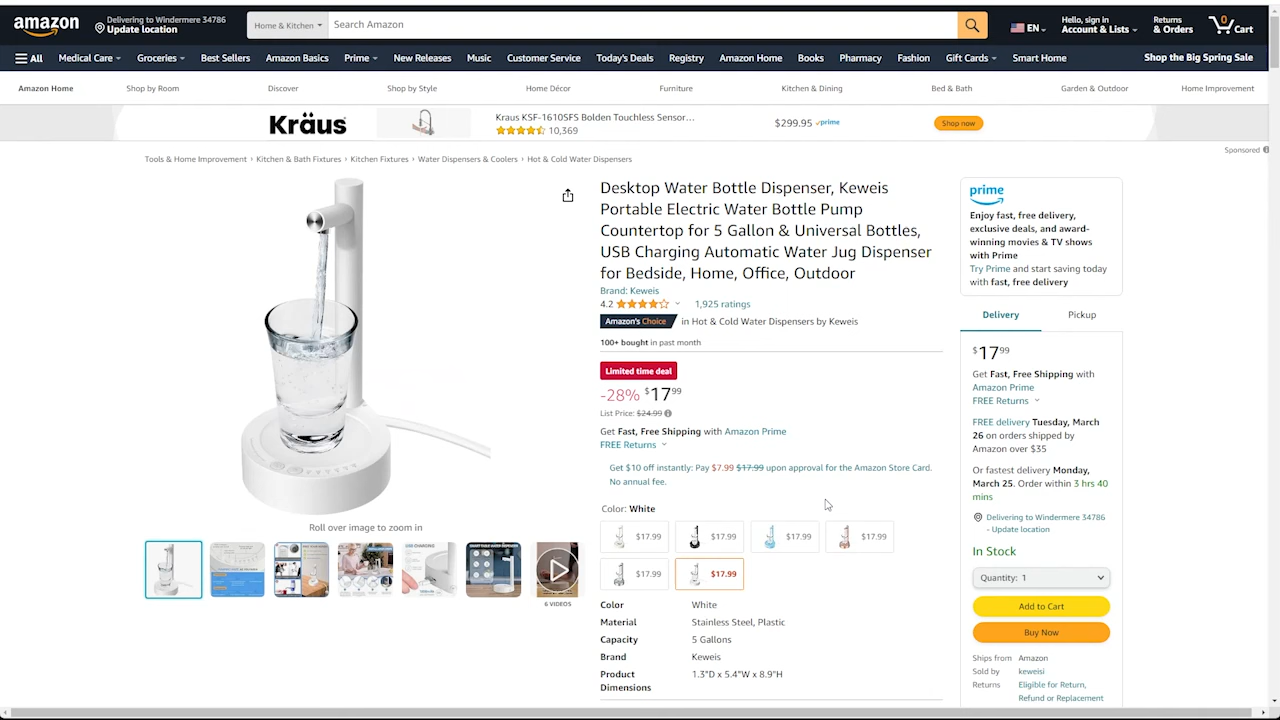 amazon
Delivering to Windermere 34786
Update location
Home & Kitchen
Search Amazon
EN
Hello, sign in
Account & Lists
Returns
& Orders
0
Cart
All
Medical Care
Groceries
Best Sellers
Amazon Basics
Prime
New Releases
Music
Customer Service
Today's Deals
Registry
Amazon Home
Books
Pharmacy
Fashion
Gift Cards
Smart Home
Shop the Big Spring Sale
Amazon Home
Shop by Room
Discover
Shop by Style
Home Décor
Furniture
Kitchen & Dining
Bed & Bath
Garden & Outdoor
Home Improvement
Kraus
Kraus KSF-1610SFS Bolden Touchless Sensor…
10,369
$299.95 prime
Shop now
Sponsored
Tools & Home Improvement › Kitchen & Bath Fixtures › Kitchen Fixtures › Water Dispensers & Coolers › Hot & Cold Water Dispensers
Roll over image to zoom in
6 VIDEOS
Desktop Water Bottle Dispenser, Keweis
Portable Electric Water Bottle Pump
Countertop for 5 Gallon & Universal Bottles,
USB Charging Automatic Water Jug Dispenser
for Bedside, Home, Office, Outdoor
Brand: Keweis
4.2
1,925 ratings
Amazon's Choice in Hot & Cold Water Dispensers by Keweis
100+ bought in past month
Limited time deal
-28% $17 99
List Price: $24.99
Get Fast, Free Shipping with Amazon Prime
FREE Returns
Get $10 off instantly: Pay $7.99 $17.99 upon approval for the Amazon Store Card.
No annual fee.
Color: White
$17.99
$17.99
$17.99
$17.99
$17.99
$17.99
Color White
Material Stainless Steel, Plastic
Capacity 5 Gallons
Brand Keweis
Product 1.3"D x 5.4"W x 8.9"H
Dimensions
prime
Enjoy fast, free delivery,
exclusive deals, and award-
winning movies & TV shows
with Prime
Try Prime and start saving today
with fast, free delivery
Delivery
Pickup
$17 99
Get Fast, Free Shipping with
Amazon Prime
FREE Returns
FREE delivery Tuesday, March
26 on orders shipped by
Amazon over $35
Or fastest delivery Monday,
March 25. Order within 3 hrs 40
mins
Delivering to Windermere 34786
- Update location
In Stock
Quantity: 1
Add to Cart
Buy Now
Ships from Amazon
Sold by keweisi
Returns Eligible for Return,
Refund or Replacement